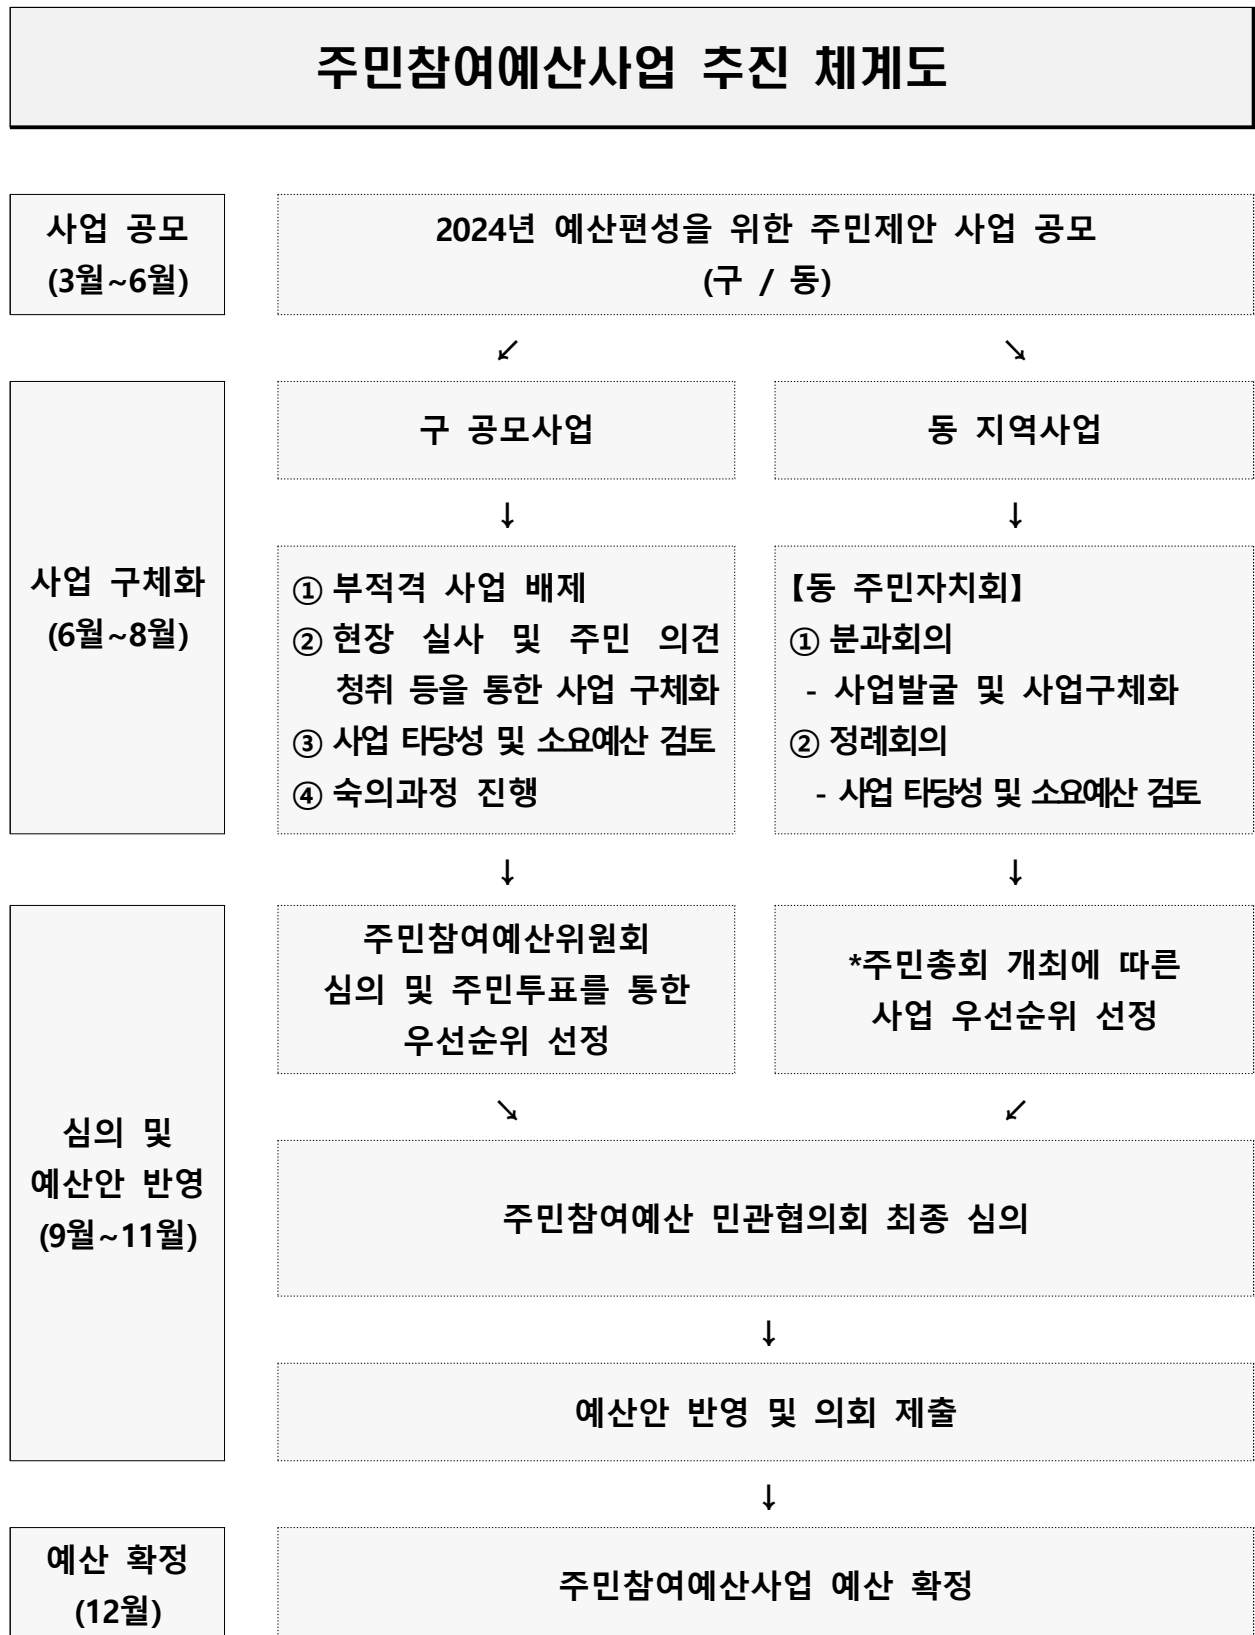 주민참여예산사업 추진 체계도
사업 공모
(3월~6월)
2024년 예산편성을 위한 주민제안 사업 공모
(구 / 동)
↙
↘
구 공모사업
동 지역사업
↓
↓
사업 구체화
(6월~8월)
① 부적격 사업 배제
② 현장 실사 및 주민 의견
청취 등을 통한 사업 구체화
③ 사업 타당성 및 소요예산 검토
④ 숙의과정 진행
【동 주민자치회】
① 분과회의
- 사업발굴 및 사업구체화
② 정례회의
- 사업 타당성 및 소요예산 검토
↓
↓
심의 및
예산안 반영
(9월~11월)
주민참여예산위원회
심의 및 주민투표를 통한
우선순위 선정
*주민총회 개최에 따른
사업 우선순위 선정
↘
↙
주민참여예산 민관협의회 최종 심의
↓
예산안 반영 및 의회 제출
↓
예산 확정
(12월)
주민참여예산사업 예산 확정